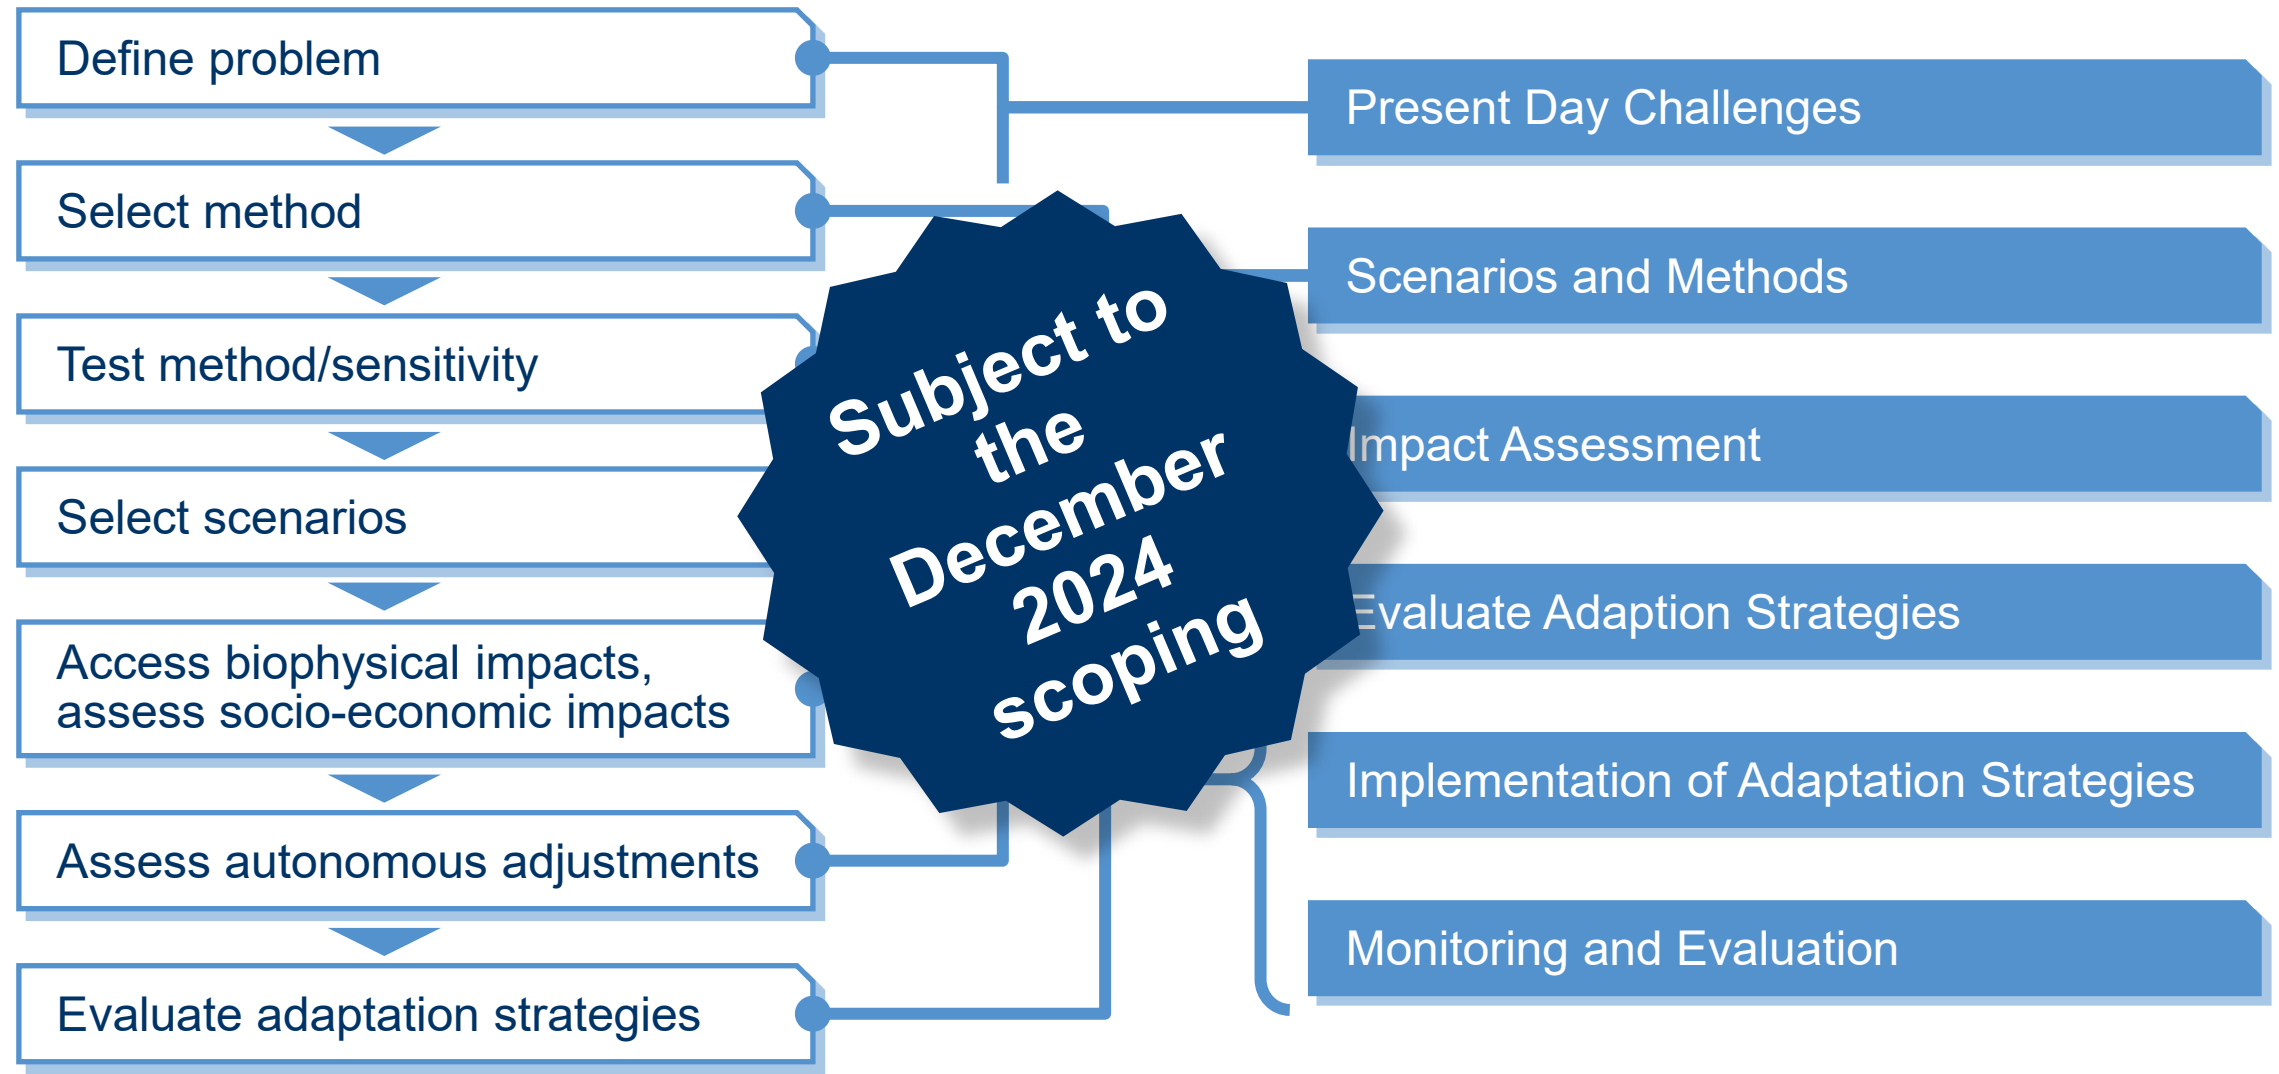 Define problem
Select method
Test method/sensitivity
Select scenarios
Access biophysical impacts,
assess socio-economic impacts
Assess autonomous adjustments
Evaluate adaptation strategies
Subject to
the
December
2024
scoping
Present Day Challenges
Scenarios and Methods
Impact Assessment
Evaluate Adaption Strategies
Implementation of Adaptation Strategies
Monitoring and Evaluation